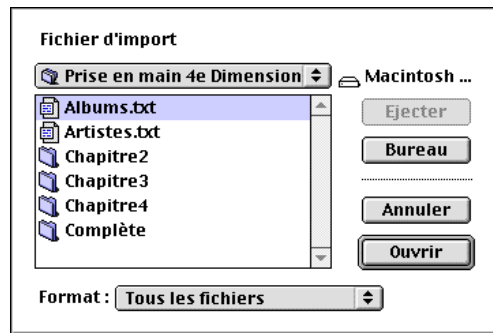 Fichier d'import
Prise en main 4e Dimension
Macintosh ...
Albums.txt
Artistes.txt
Chapitre2
Chapitre3
Chapitre4
Complète
Ejecter
Bureau
Annuler
Ouvrir
Format : Tous les fichiers